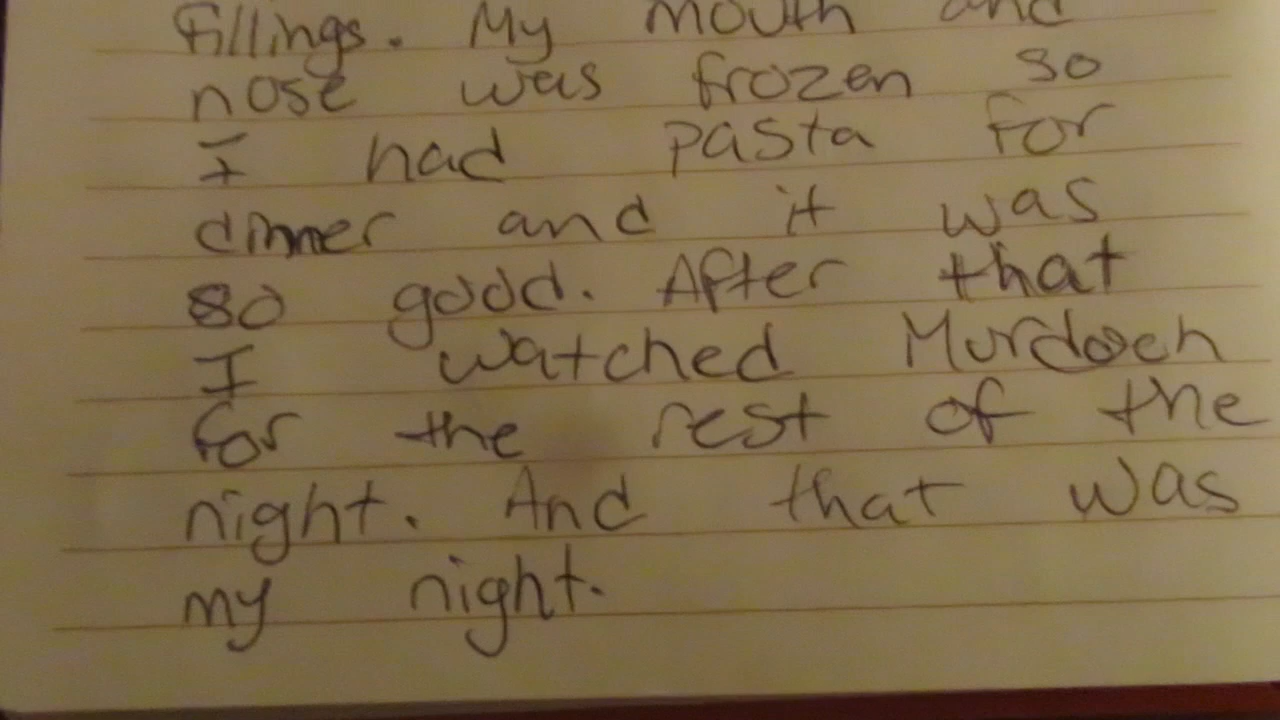 fillings. My mouth and
nose was frozen so
I had pasta for
dinner and it was
so good. After that
I watched Murdoch
for the rest of the
night. And that was
my night.